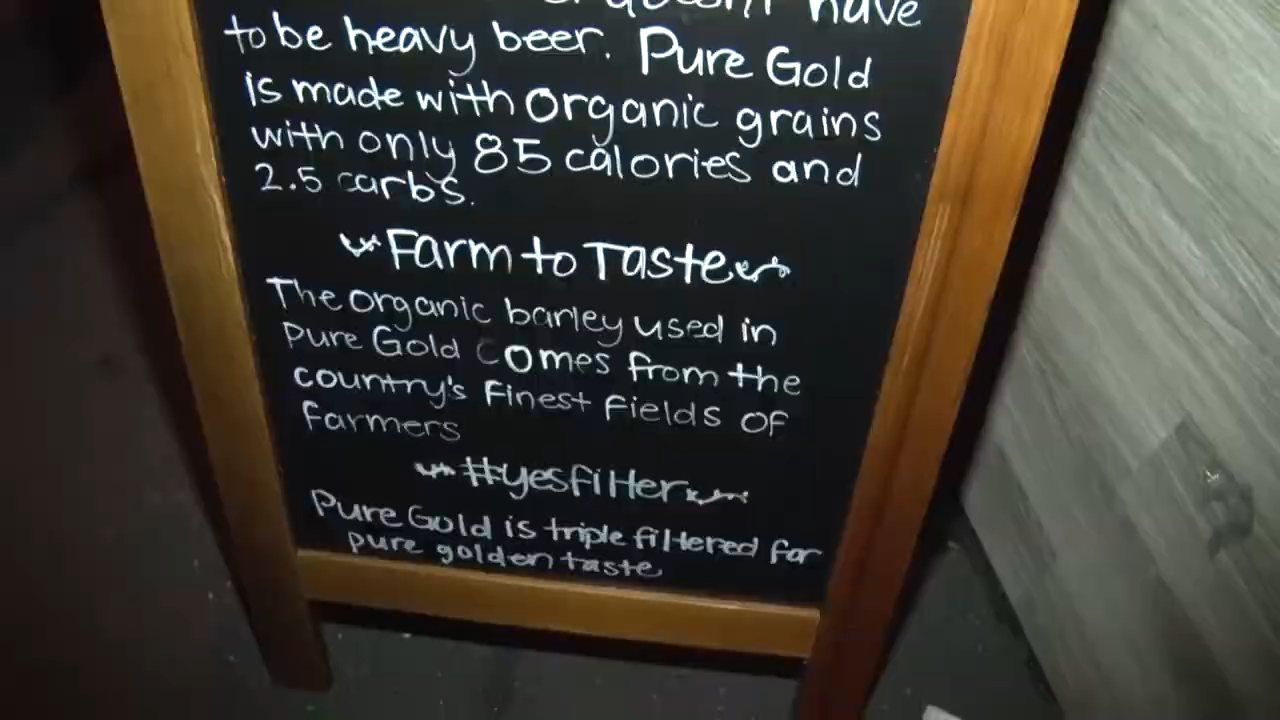 doesn't have
to be heavy beer. Pure Gold
is made with organic grains
with only 85 calories and
2.5 carbs.
Farm to Taste
The organic barley used in
Pure Gold comes from the
country's finest fields of
farmers
#yesfilter
Pure Gold is triple filtered for
pure golden taste